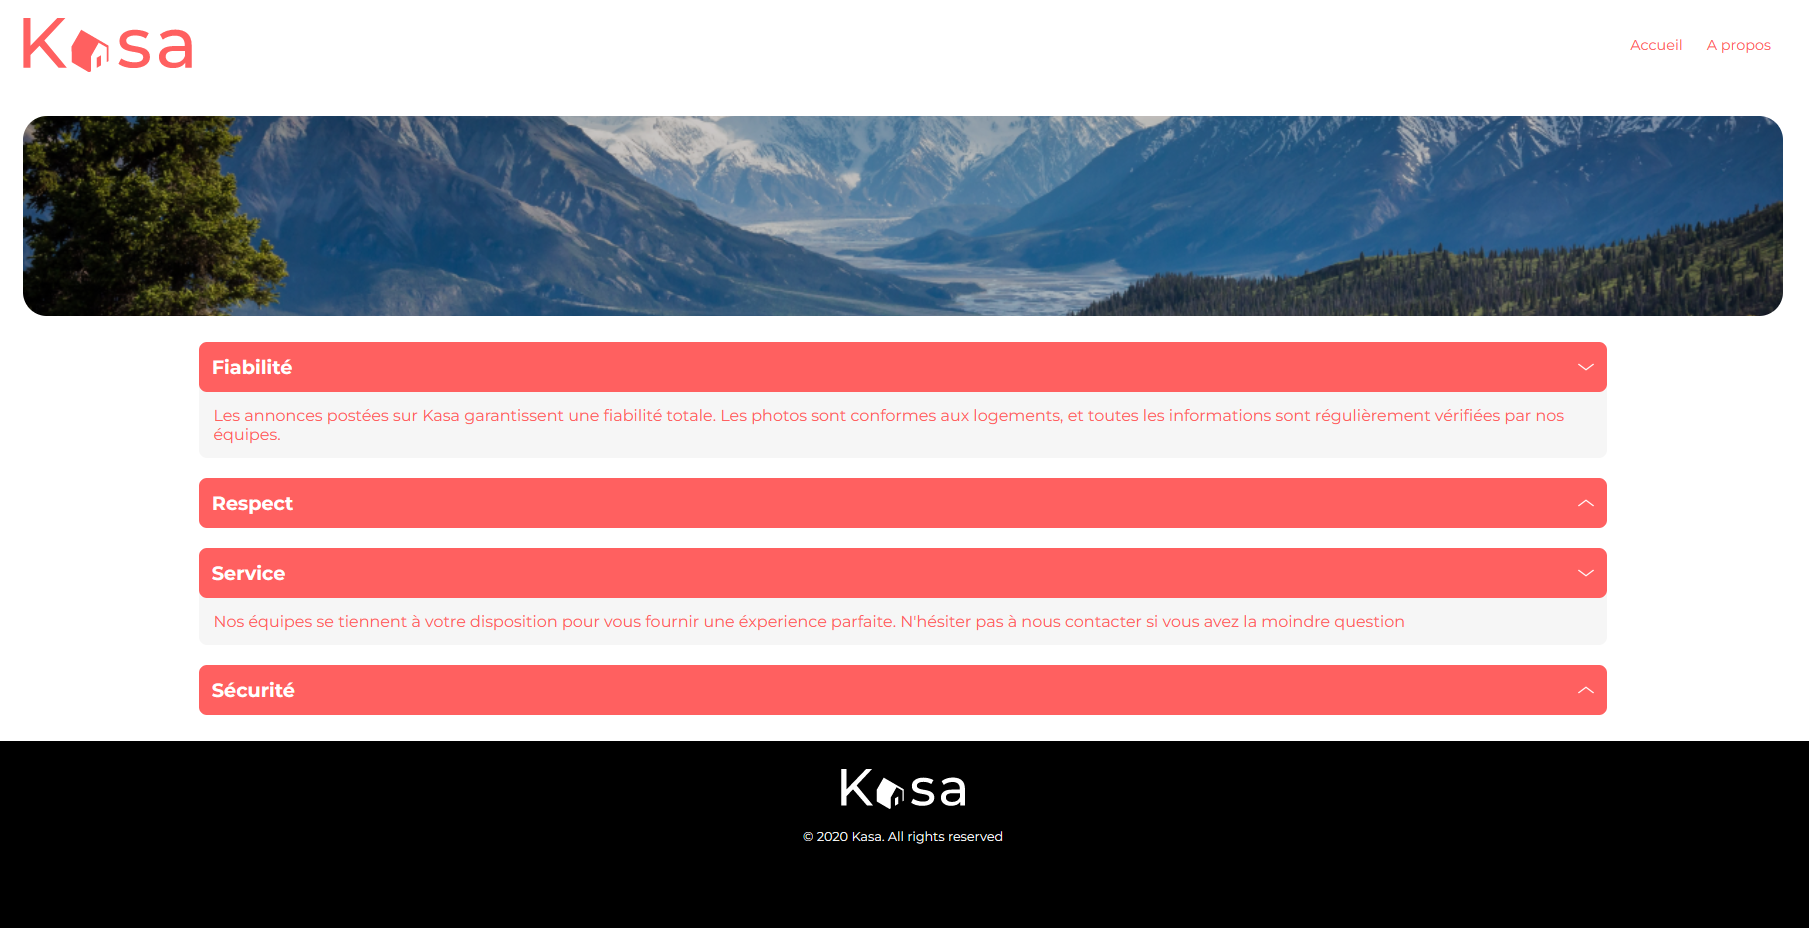 Kasa
Accueil A propos
Fiabilité
Les annonces postées sur Kasa garantissent une fiabilité totale. Les photos sont conformes aux logements, et toutes les informations sont régulièrement vérifiées par nos
équipes.
Respect
Service
Nos équipes se tiennent à votre disposition pour vous fournir une éxperience parfaite. N'hésiter pas à nous contacter si vous avez la moindre question
Sécurité
Kasa
© 2020 Kasa. All rights reserved